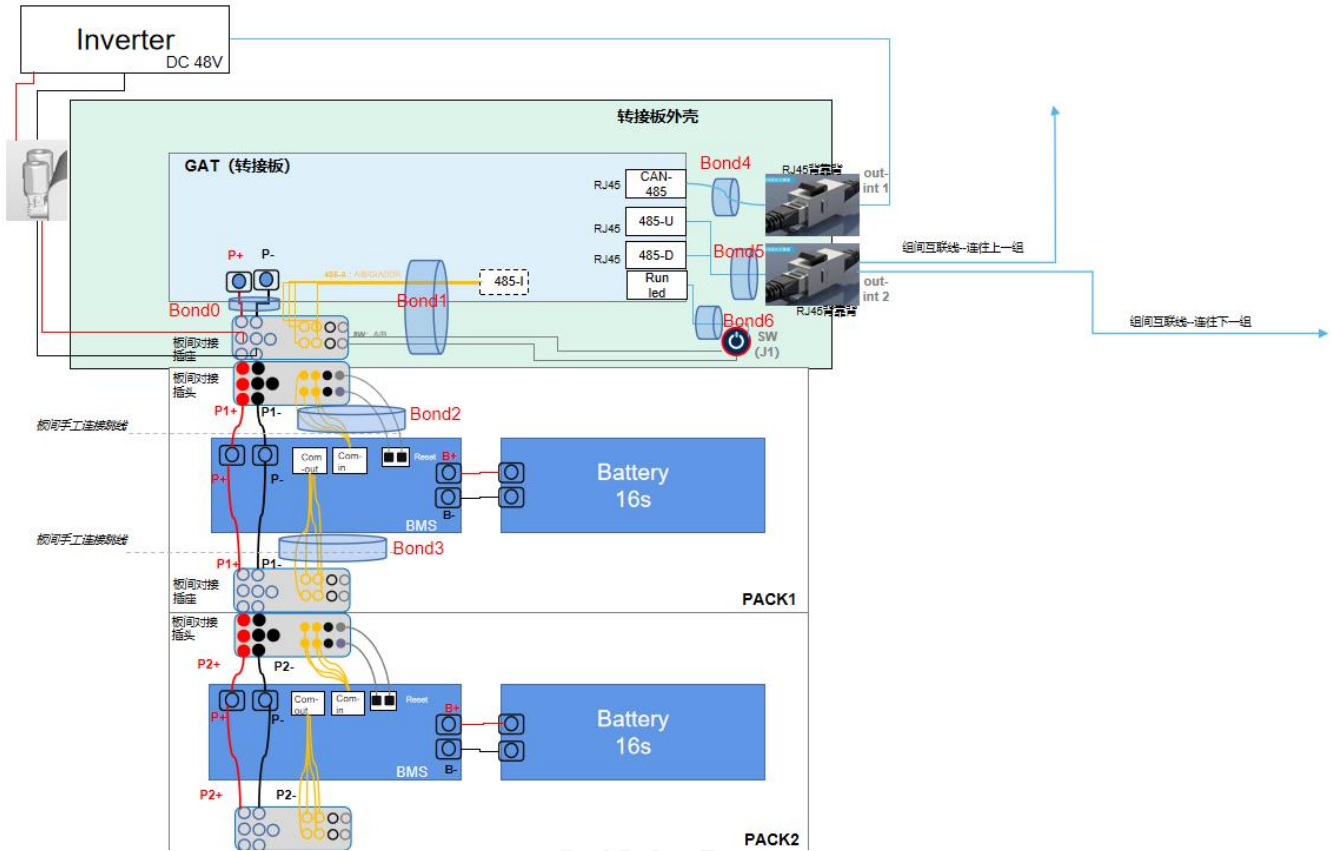 Inverter
DC 48V
转接板外壳
GAT（转接板）
RJ45
CAN-
485
Bond4
RJ45背靠背
out-
int 1
RJ45
485-U
RJ45
485-D
Bond5
组间互联线--连往上一组
Run
led
out-
int 2
RJ45背靠背
组间互联线--连往下一组
P+
P-
485-I
Bond0
Bond1
Bond6
SW
(J1)
板间对接
插座
板间对接
插头
P1+
P1-
Bond2
板间手工连接跳线
Com
-out
Com-
in
Reset
B+
P+
P-
B-
BMS
Battery
16s
板间手工连接跳线
Bond3
P1+
P1-
板间对接
插座
PACK1
板间对接
插头
P2+
P2-
Com-
out
Com-
in
Reset
B+
P+
P-
B-
BMS
Battery
16s
P2+
P2-
PACK2